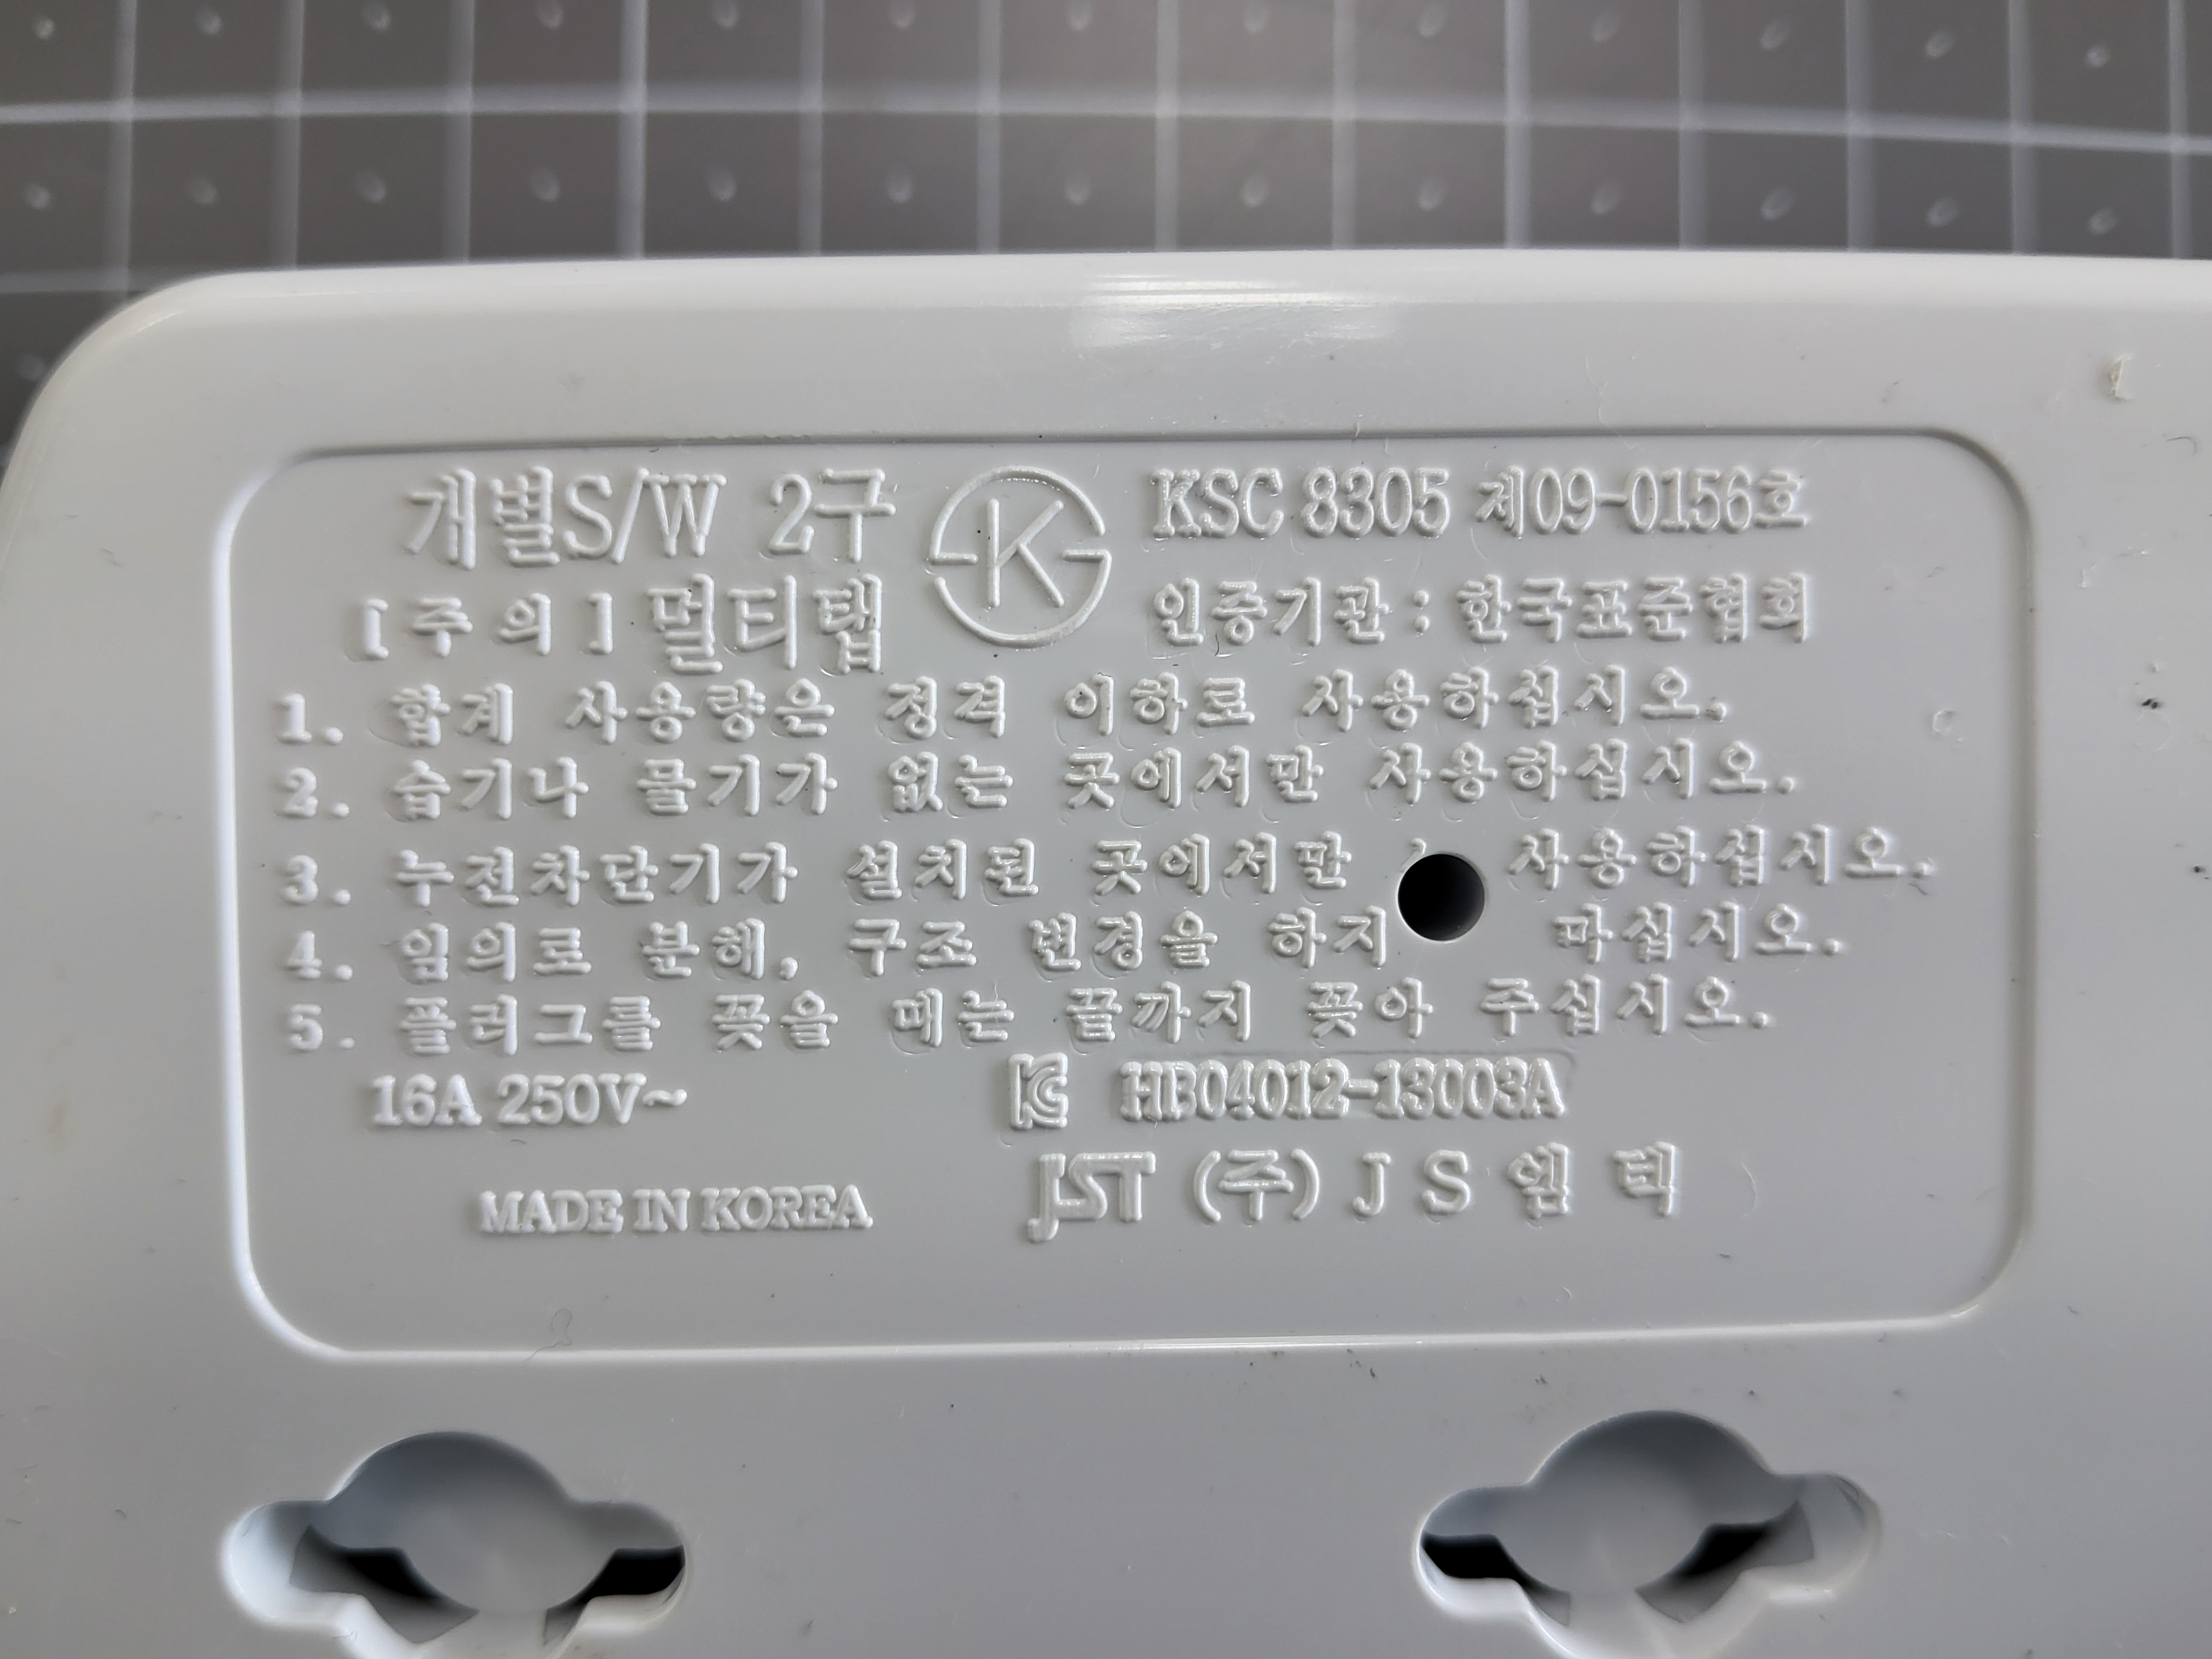 개별S/W 2구
KSC 8305 제09-0156호
[주의] 멀티탭
인증기관 : 한국표준협회
1. 합계 사용량은 정격 이하로 사용하십시오.
2. 습기나 물기가 없는 곳에서만 사용하십시오.
3. 누전차단기가 설치된 곳에서만 사용하십시오.
4. 임의로 분해, 구조 변경을 하지 마십시오.
5. 플러그를 꽂을 때는 끝까지 꽂아 주십시오.
16A 250V~
KC HB04012-13003A
MADE IN KOREA
JST (주) J S 엠 텍